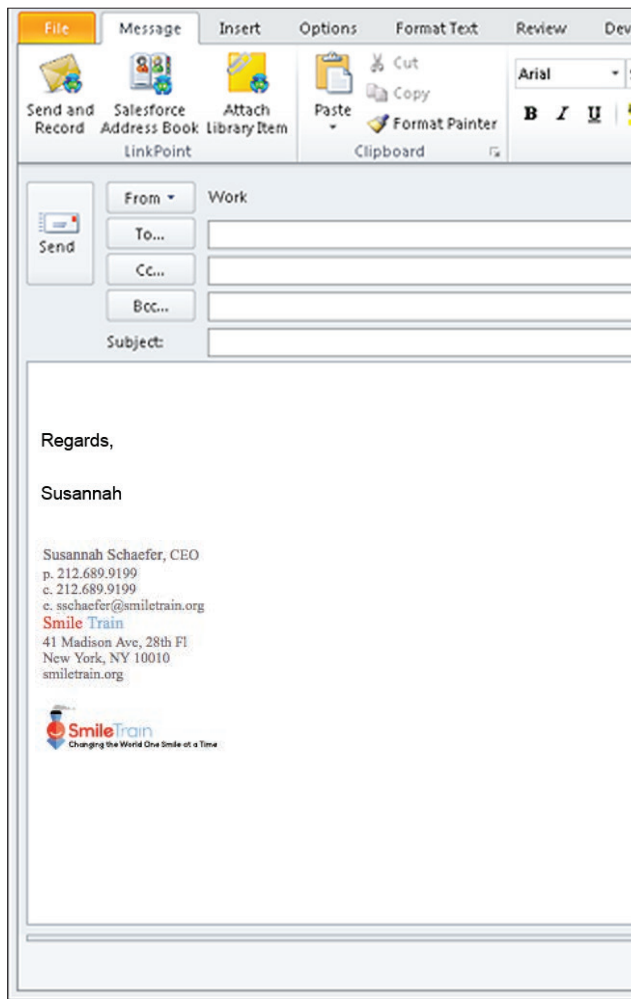 File Message Insert Options Format Text Review Dev
Cut
Copy
Format Painter
Send and Record
Salesforce Address Book
Attach Library Item
Paste
Arial
B I U
LinkPoint Clipboard
From Work
Send
To...
Cc...
Bcc...
Subject:
Regards,
Susannah
Susannah Schaefer, CEO
p. 212.689.9199
c. 212.689.9199
e. sschaefer@smiletrain.org
Smile Train
41 Madison Ave, 28th Fl
New York, NY 10010
smiletrain.org
SmileTrain
Changing the World One Smile at a Time